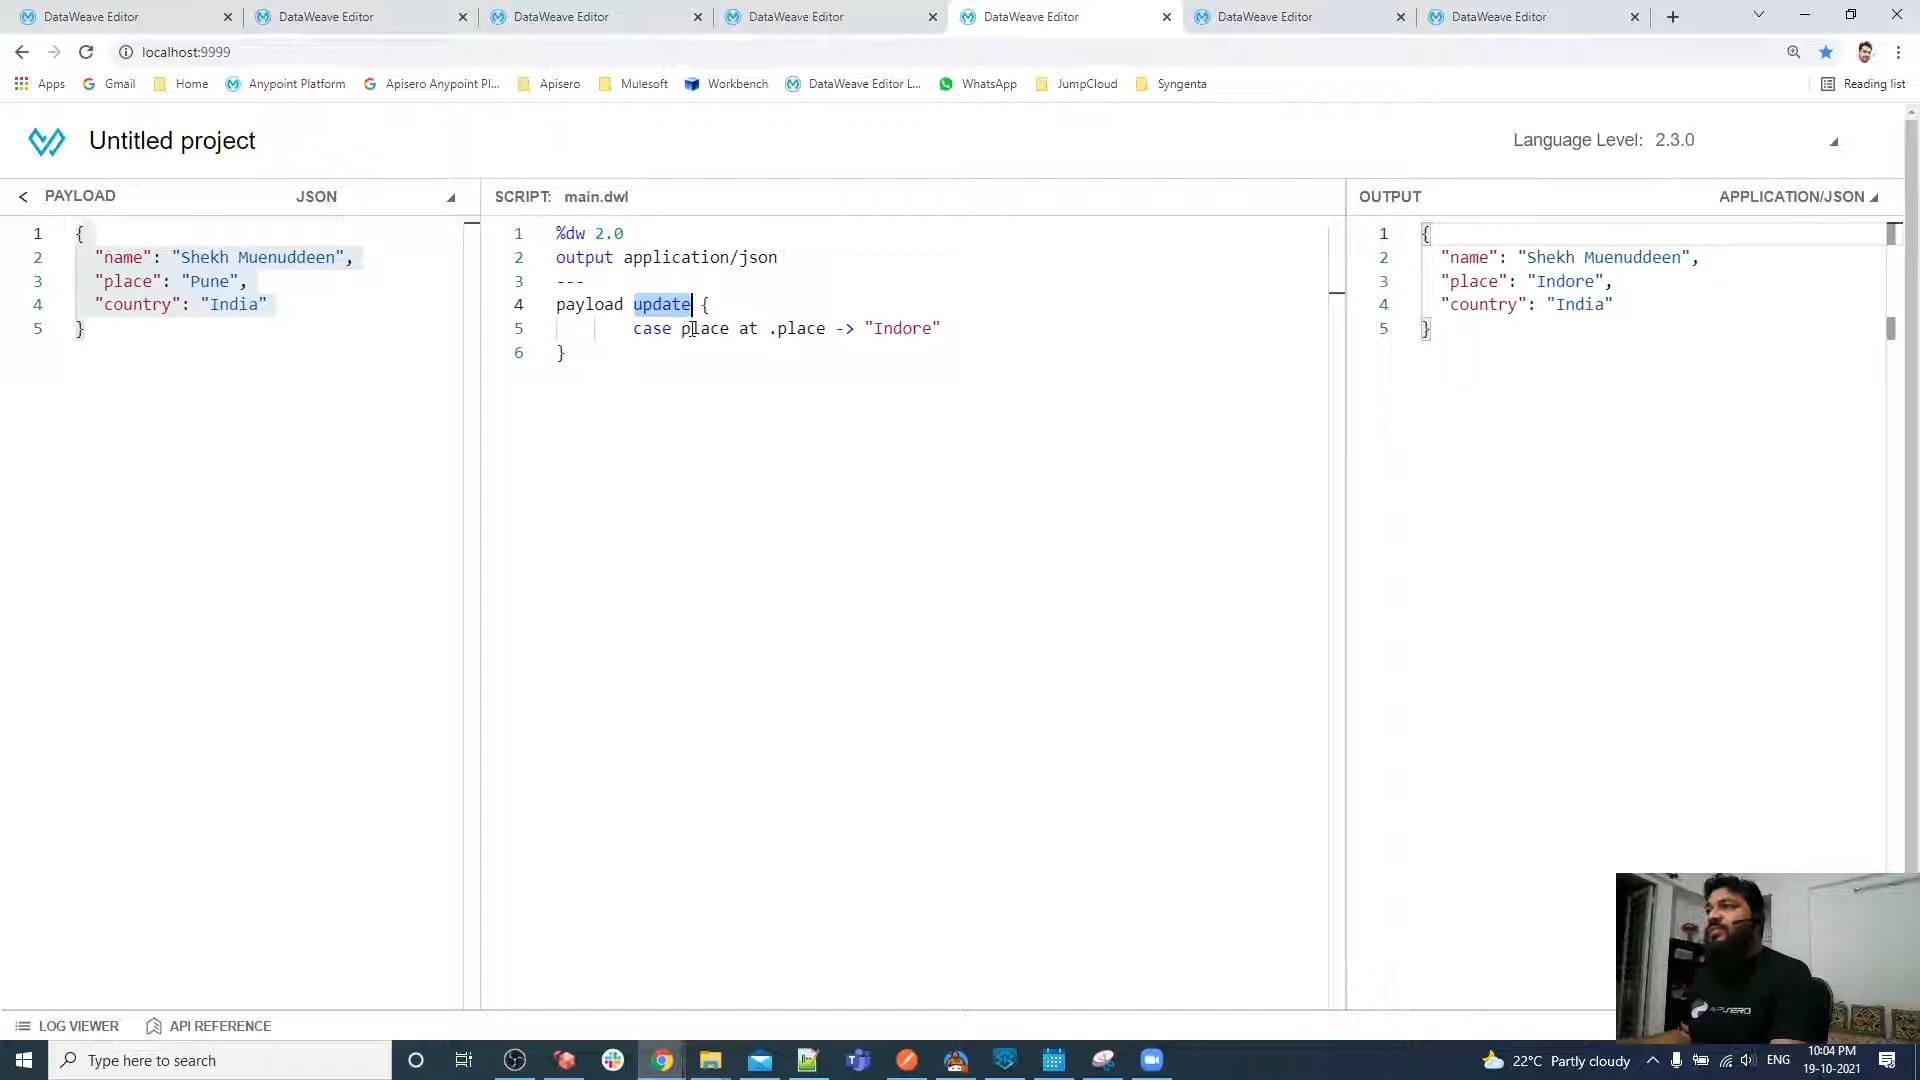 DataWeave Editor DataWeave Editor DataWeave Editor DataWeave Editor DataWeave Editor DataWeave Editor DataWeave Editor
localhost:9999
Apps Gmail Home Anypoint Platform Apisero Anypoint Pl... Apisero Mulesoft Workbench DataWeave Editor L... WhatsApp JumpCloud Syngenta Reading list
Untitled project
Language Level: 2.3.0
PAYLOAD JSON
1 {
2 "name": "Shekh Muenuddeen",
3 "place": "Pune",
4 "country": "India"
5 }
SCRIPT: main.dwl
1 %dw 2.0
2 output application/json
3 ---
4 payload update {
5 case place at .place -> "Indore"
6 }
OUTPUT APPLICATION/JSON
1 {
2 "name": "Shekh Muenuddeen",
3 "place": "Indore",
4 "country": "India"
5 }
APISERO
LOG VIEWER API REFERENCE
Type here to search
22°C Partly cloudy ENG 10:04 PM
19-10-2021